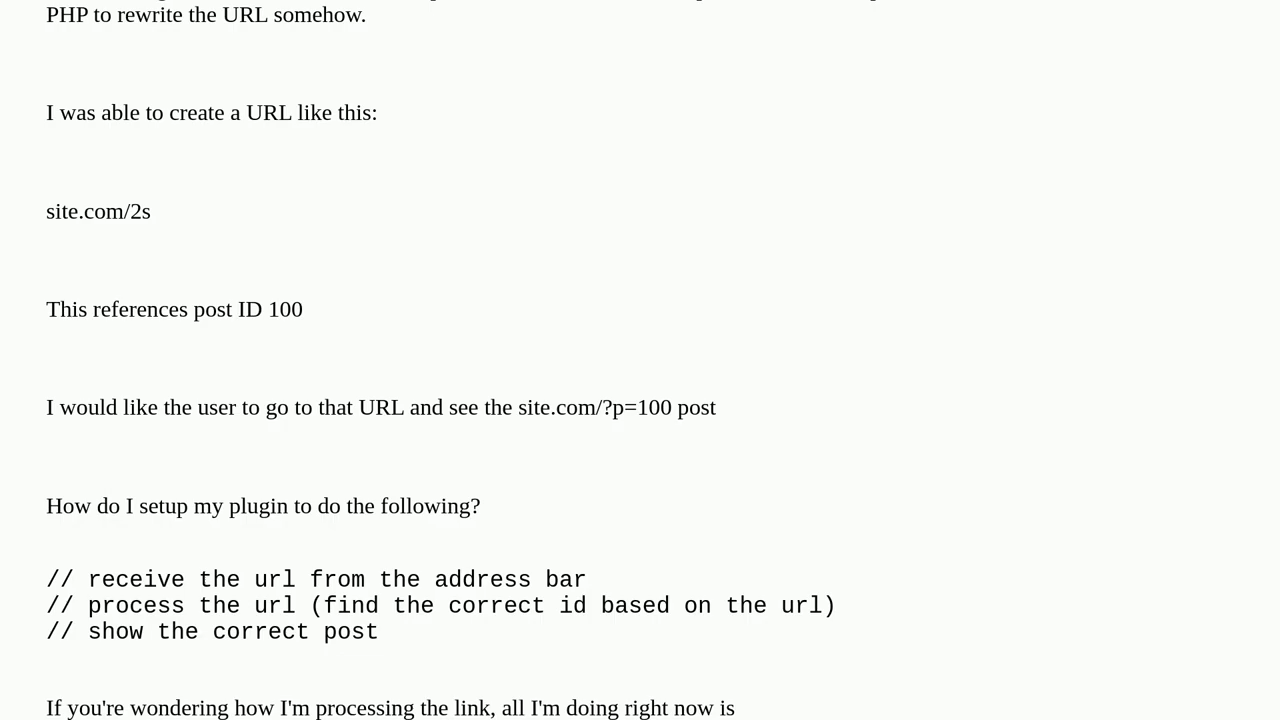 PHP to rewrite the URL somehow.
I was able to create a URL like this:
site.com/2s
This references post ID 100
I would like the user to go to that URL and see the site.com/?p=100 post
How do I setup my plugin to do the following?
// receive the url from the address bar
// process the url (find the correct id based on the url)
// show the correct post
If you're wondering how I'm processing the link, all I'm doing right now is